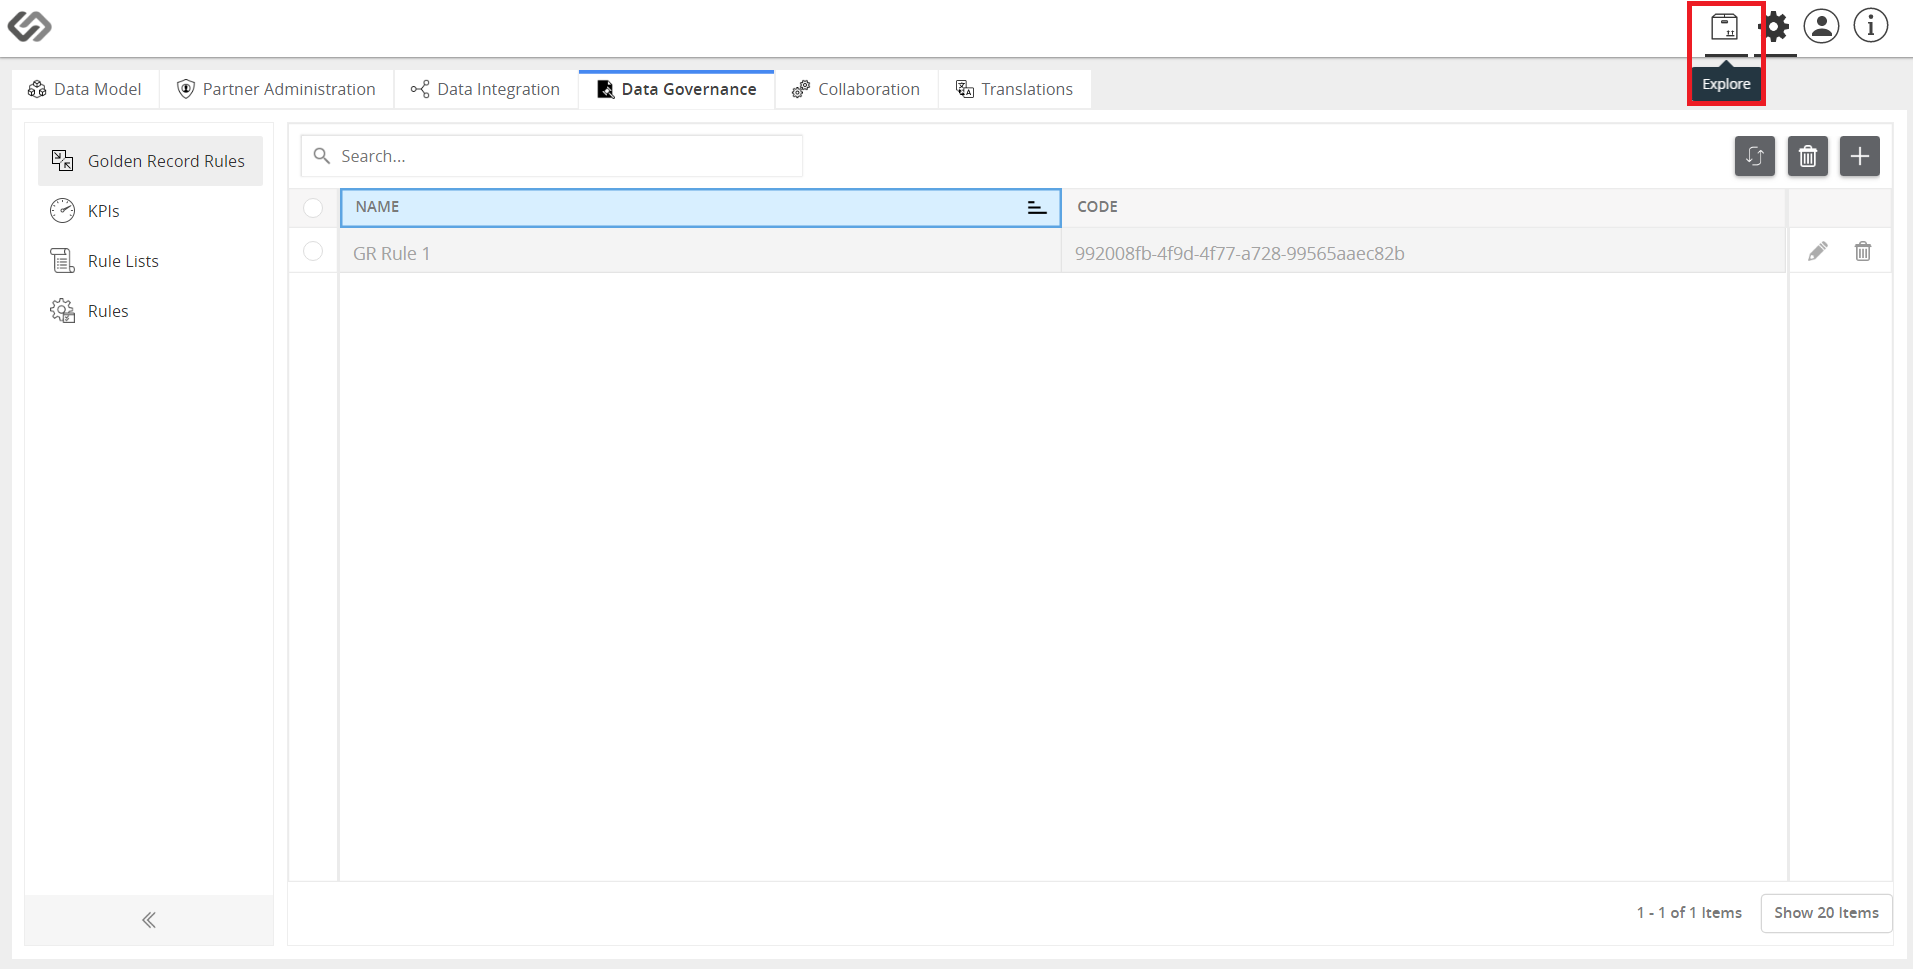 Explore
Data Model
Partner Administration
Data Integration
Data Governance
Collaboration
Translations
Golden Record Rules
KPIs
Rule Lists
Rules
Search...
NAME
CODE
GR Rule 1
992008fb-4f9d-4f77-a728-99565aaec82b
1 - 1 of 1 Items
Show 20 Items